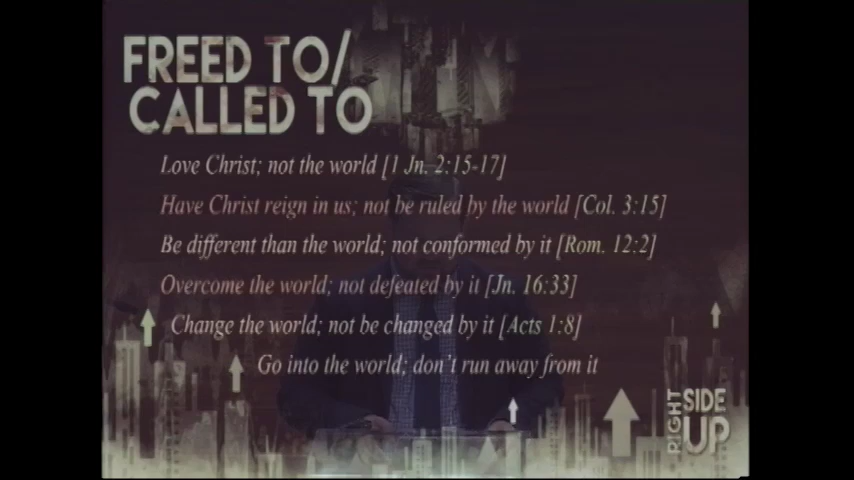 FREED TO/
CALLED TO
Love Christ; not the world [1 Jn. 2:15-17]
Have Christ reign in us; not be ruled by the world [Col. 3:15]
Be different than the world; not conformed by it [Rom. 12:2]
Overcome the world; not defeated by it [Jn. 16:33]
Change the world; not be changed by it [Acts 1:8]
Go into the world; don't run away from it
RIGHT SIDE UP